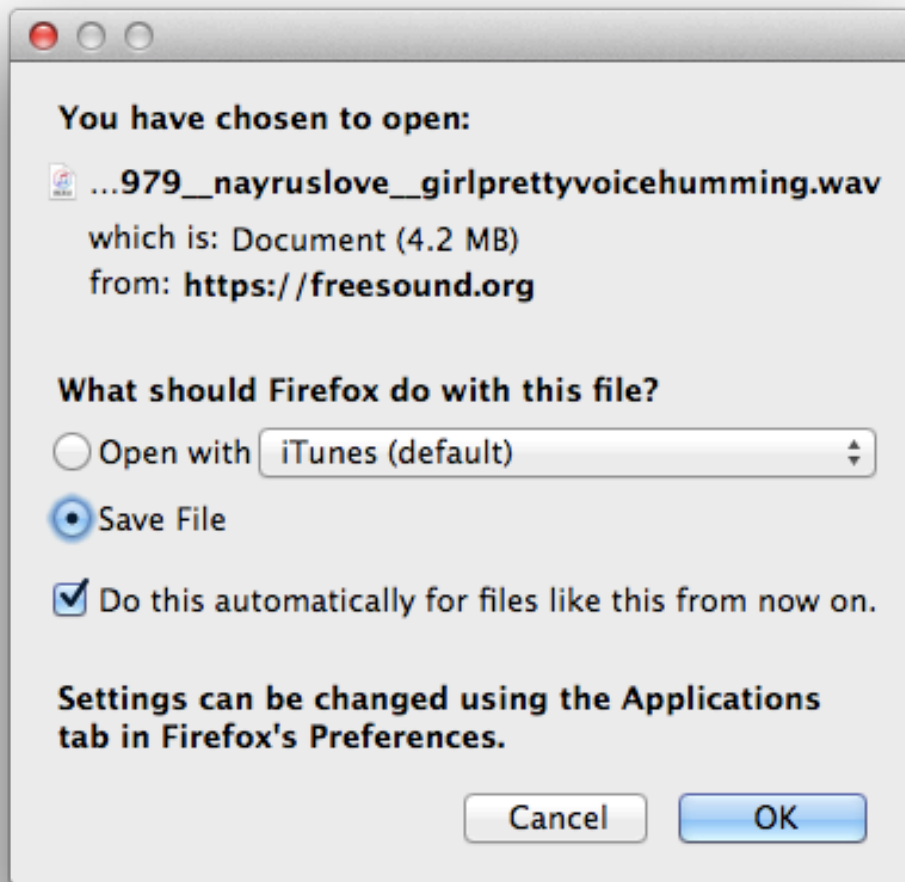 You have chosen to open:
...979__nayruslove__girlprettyvoicehumming.wav
which is: Document (4.2 MB)
from: https://freesound.org
What should Firefox do with this file?
Open with iTunes (default)
Save File
Do this automatically for files like this from now on.
Settings can be changed using the Applications
tab in Firefox's Preferences.
Cancel OK